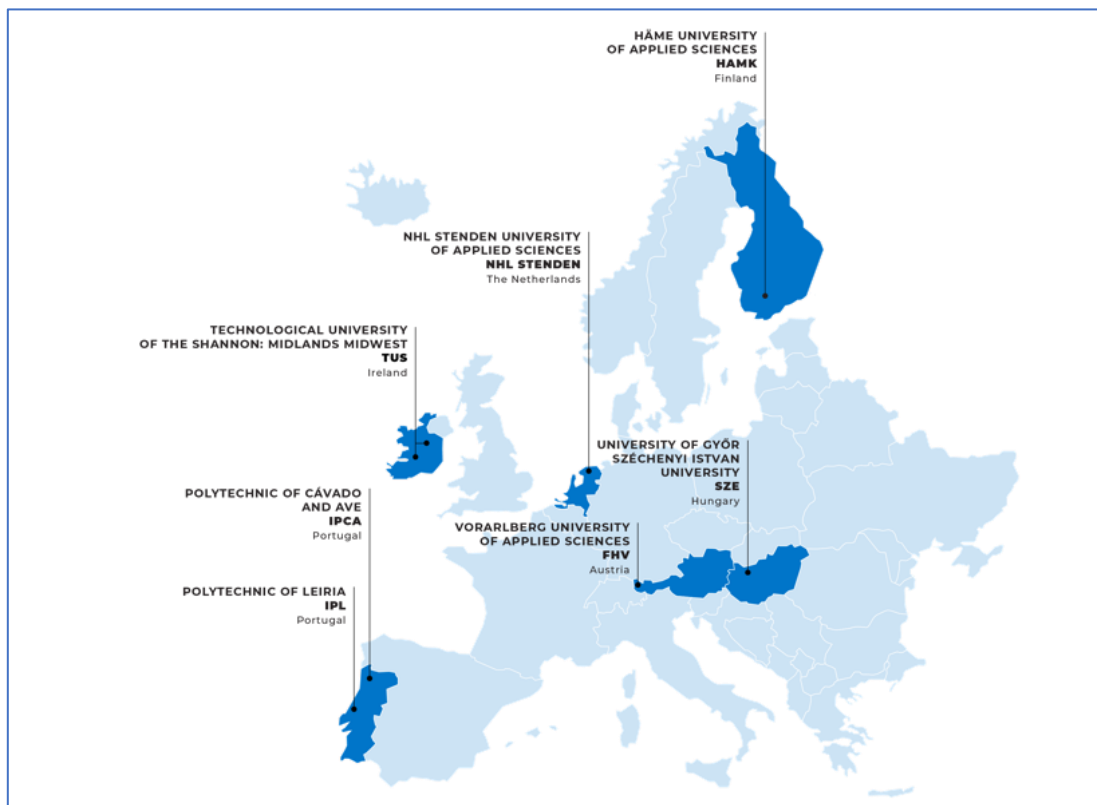 HÄME UNIVERSITY
OF APPLIED SCIENCES
HAMK
Finland
NHL STENDEN UNIVERSITY
OF APPLIED SCIENCES
NHL STENDEN
The Netherlands
TECHNOLOGICAL UNIVERSITY
OF THE SHANNON: MIDLANDS MIDWEST
TUS
Ireland
UNIVERSITY OF GYŐR
SZÉCHENYI ISTVAN
UNIVERSITY
SZE
Hungary
POLYTECHNIC OF CÁVADO
AND AVE
IPCA
Portugal
VORARLBERG UNIVERSITY
OF APPLIED SCIENCES
FHV
Austria
POLYTECHNIC OF LEIRIA
IPL
Portugal